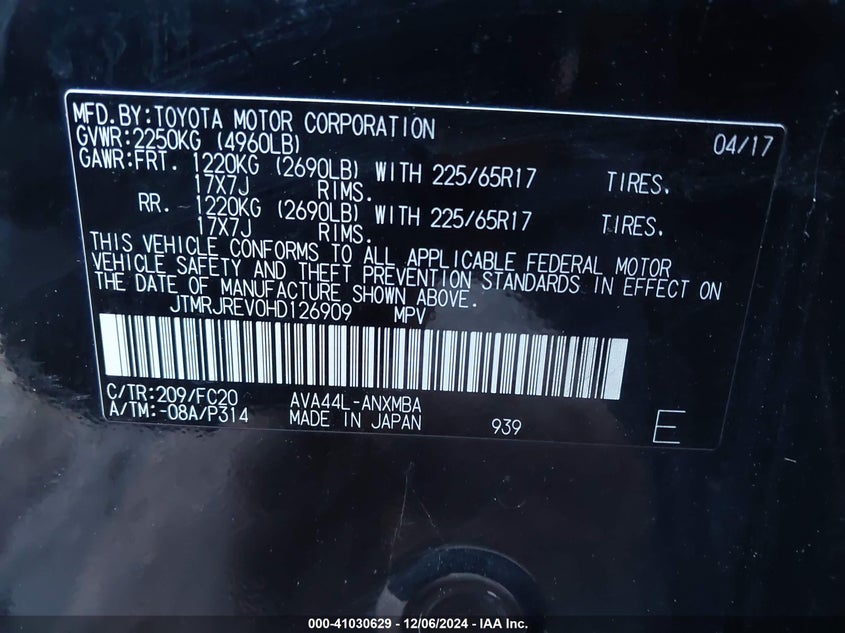 MFD.BY:TOYOTA MOTOR CORPORATION 04/17
GVWR:2250KG (4960LB)
GAWR:FRT. 1220KG (2690LB) WITH 225/65R17 TIRES.
17X7J RIMS.
RR. 1220KG (2690LB) WITH 225/65R17 TIRES.
17X7J RIMS.
THIS VEHICLE CONFORMS TO ALL APPLICABLE FEDERAL MOTOR
VEHICLE SAFETY AND THEFT PREVENTION STANDARDS IN EFFECT ON
THE DATE OF MANUFACTURE SHOWN ABOVE.
JTMRJREV0HD126909 MPV
C/TR:209/FC20 AVA44L-ANXMBA
A/TM:-08A/P314 MADE IN JAPAN 939 E
000-41030629 - 12/06/2024 - IAA Inc.